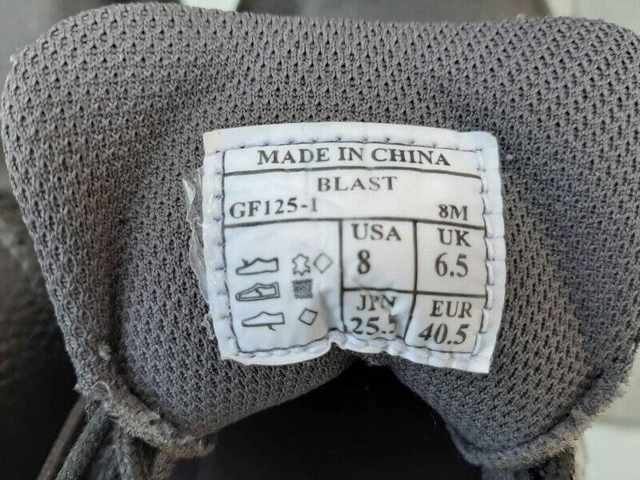 MADE IN CHINA
BLAST
GF125-1 8M
USA UK
8 6.5
JPN EUR
25.5 40.5